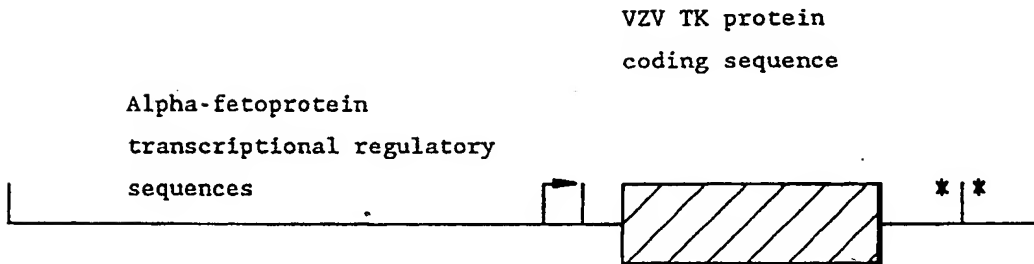 VZV TK protein
coding sequence
Alpha-fetoprotein
transcriptional regulatory
sequences
* *